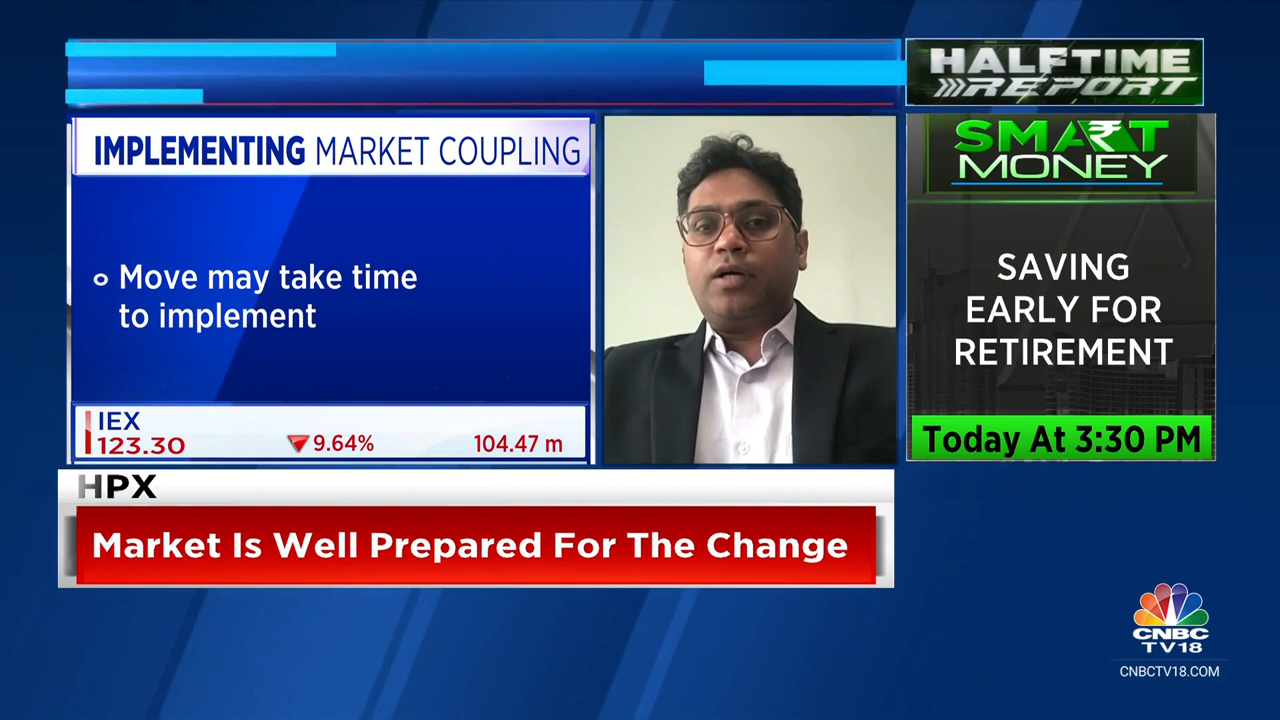 HALFTIME
REPORT
IMPLEMENTING MARKET COUPLING
Move may take time
to implement
IEX
123.30 9.64% 104.47 m
SMART
MONEY
SAVING
EARLY FOR
RETIREMENT
Today At 3:30 PM
HPX
Market Is Well Prepared For The Change
CNBC
TV18
CNBCTV18.COM